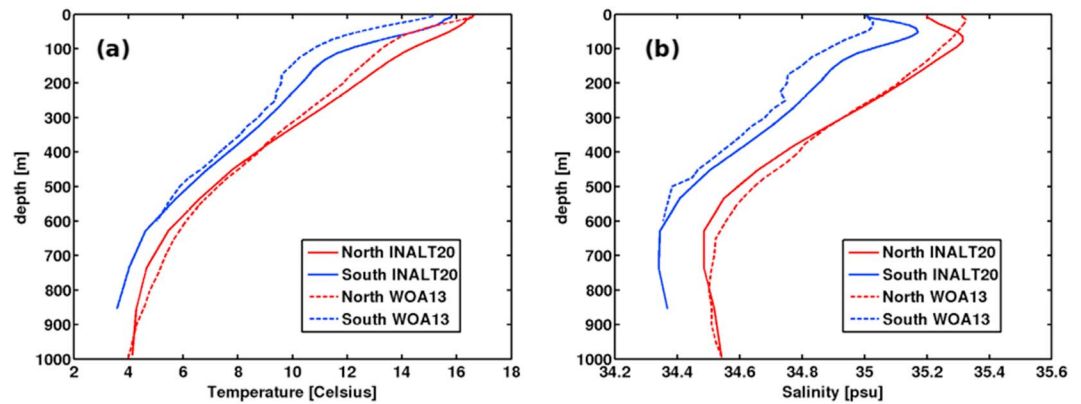 (a)
depth [m]
0
100
200
300
400
500
600
700
800
900
1000
2
4
6
8
10
12
14
16
18
Temperature [Celsius]
North INALT20
South INALT20
North WOA13
South WOA13
(b)
depth [m]
0
100
200
300
400
500
600
700
800
900
1000
34.2
34.4
34.6
34.8
35
35.2
35.4
35.6
Salinity [psu]
North INALT20
South INALT20
North WOA13
South WOA13